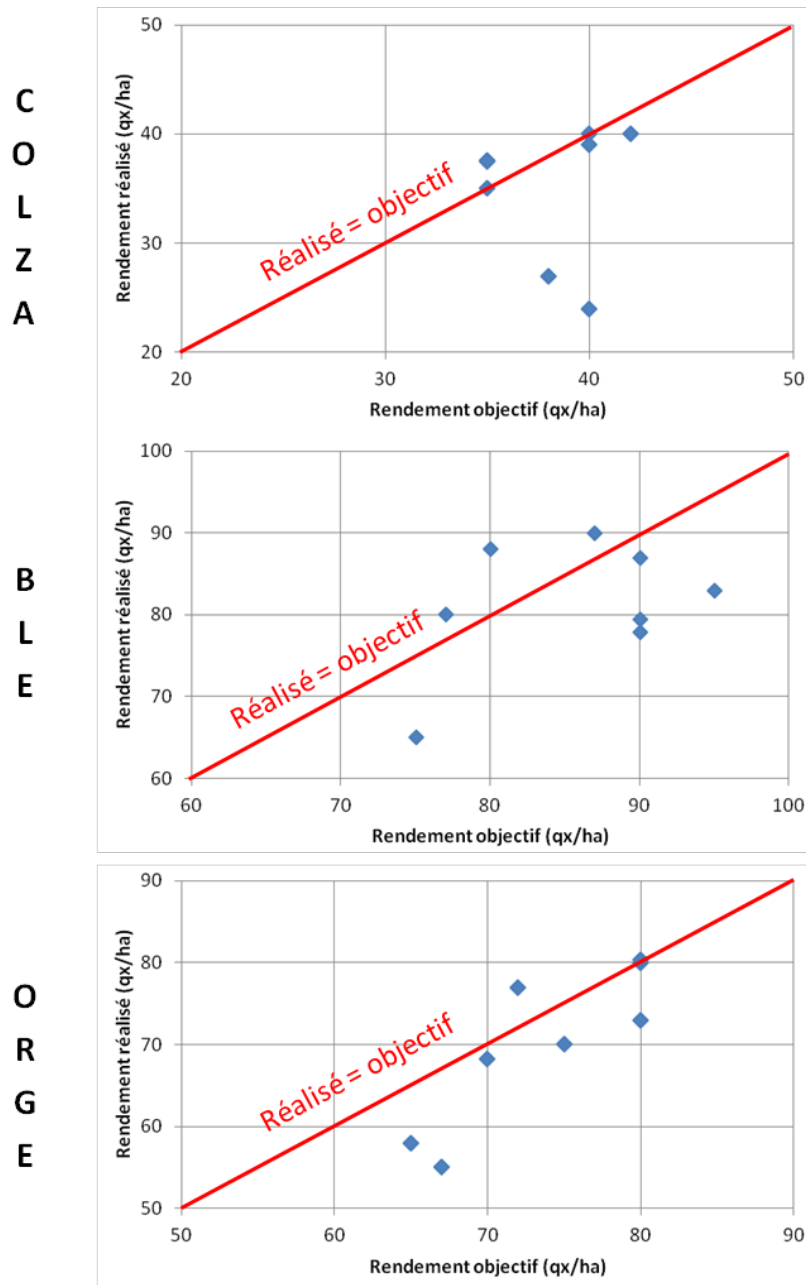 COLZA
Rendement réalisé (qx/ha)
50
40
30
20
Réalisé = objectif
20 30 40 50
Rendement objectif (qx/ha)
BLE
Rendement réalisé (qx/ha)
100
90
80
70
60
Réalisé = objectif
60 70 80 90 100
Rendement objectif (qx/ha)
ORGE
Rendement réalisé (qx/ha)
90
80
70
60
50
Réalisé = objectif
50 60 70 80 90
Rendement objectif (qx/ha)